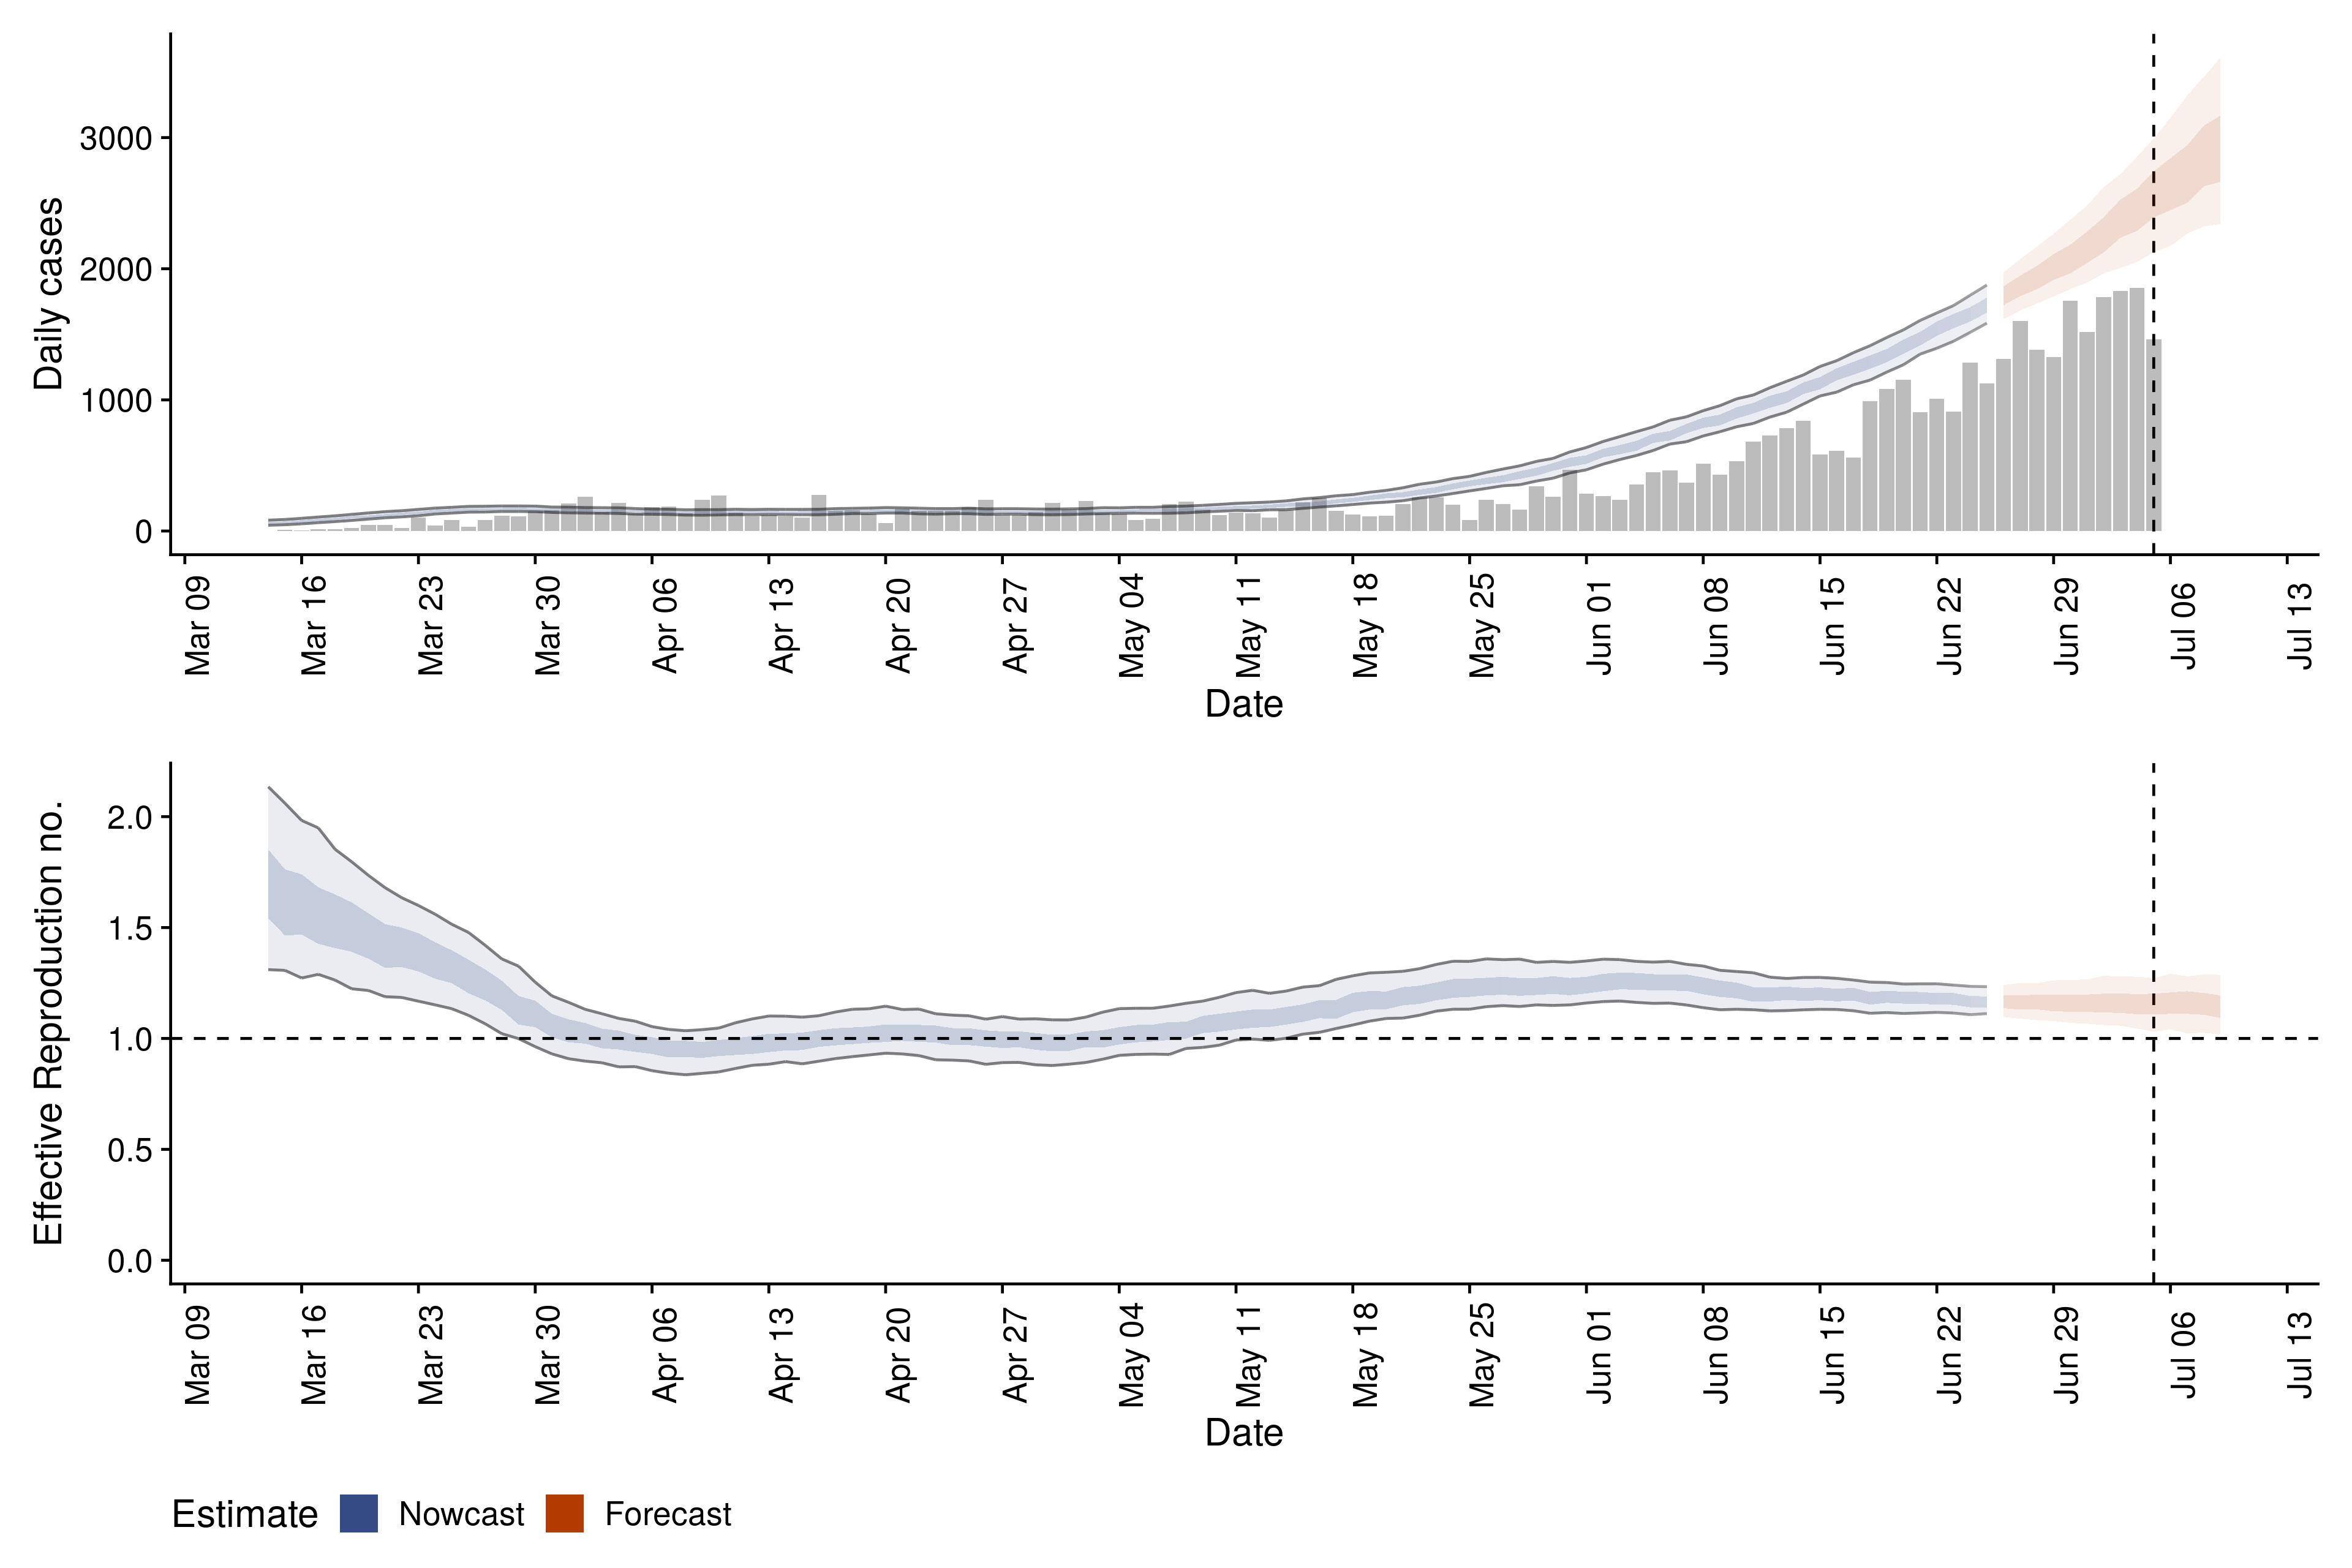 Daily cases
3000
2000
1000
0
Mar 09 Mar 16 Mar 23 Mar 30 Apr 06 Apr 13 Apr 20 Apr 27 May 04 May 11 May 18 May 25 Jun 01 Jun 08 Jun 15 Jun 22 Jun 29 Jul 06 Jul 13
Date
Effective Reproduction no.
2.0
1.5
1.0
0.5
0.0
Mar 09 Mar 16 Mar 23 Mar 30 Apr 06 Apr 13 Apr 20 Apr 27 May 04 May 11 May 18 May 25 Jun 01 Jun 08 Jun 15 Jun 22 Jun 29 Jul 06 Jul 13
Date
Estimate Nowcast Forecast